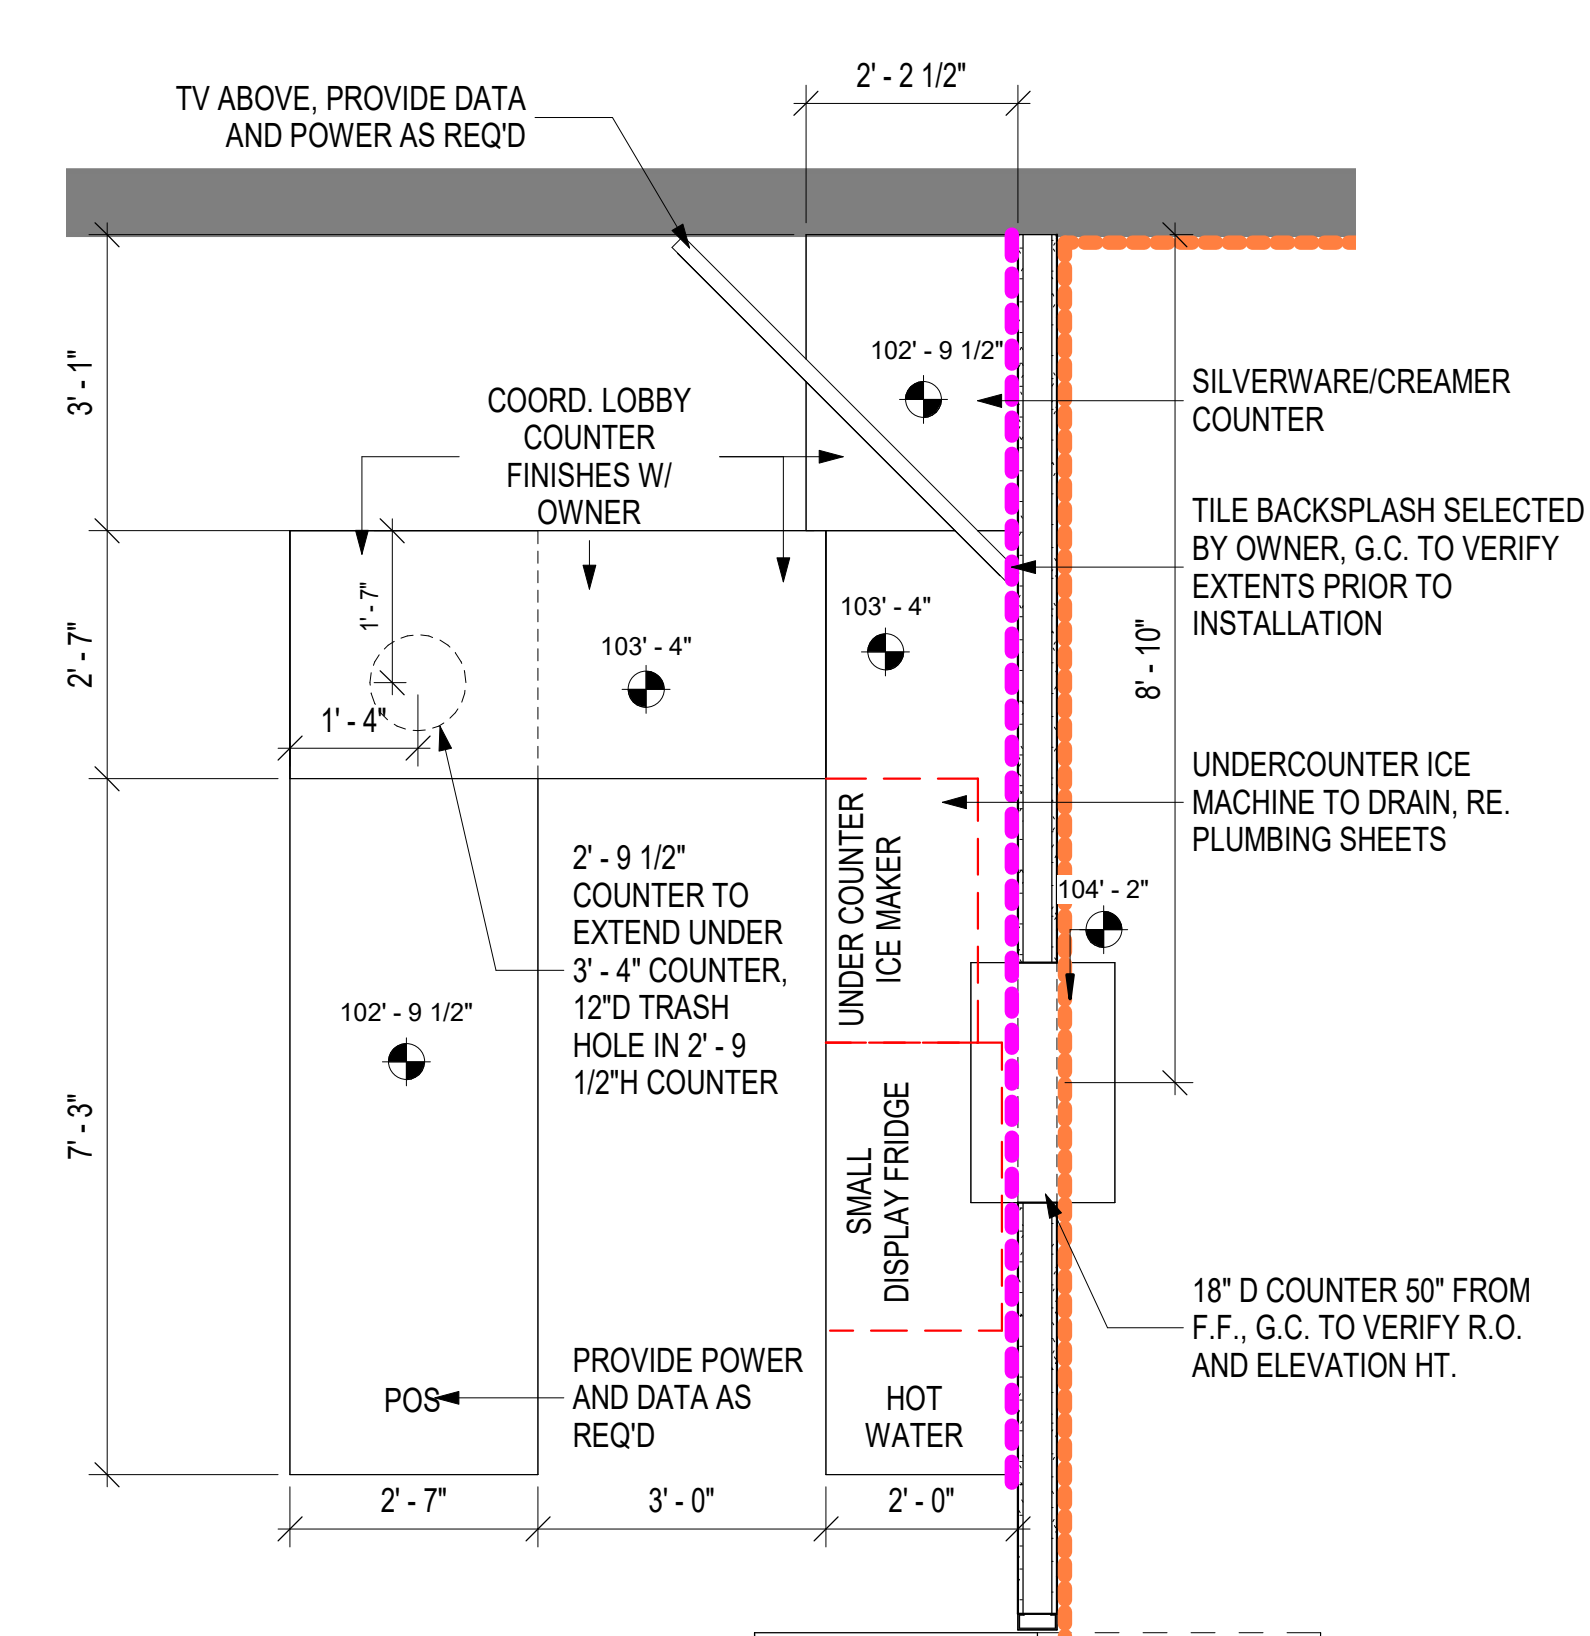 2' - 2 1/2"
TV ABOVE, PROVIDE DATA
AND POWER AS REQ'D
3' - 1"
102' - 9 1/2"
SILVERWARE/CREAMER
COUNTER
COORD. LOBBY
COUNTER
FINISHES W/
OWNER
TILE BACKSPLASH SELECTED
BY OWNER, G.C. TO VERIFY
EXTENTS PRIOR TO
INSTALLATION
2' - 7"
1' - 7"
103' - 4"
103' - 4"
8' - 10"
1' - 4"
UNDERCOUNTER ICE
MACHINE TO DRAIN, RE.
PLUMBING SHEETS
UNDER COUNTER
ICE MAKER
2' - 9 1/2"
COUNTER TO
EXTEND UNDER
3' - 4" COUNTER,
12"D TRASH
HOLE IN 2' - 9
1/2"H COUNTER
104' - 2"
102' - 9 1/2"
7' - 3"
SMALL
DISPLAY FRIDGE
18" D COUNTER 50" FROM
F.F., G.C. TO VERIFY R.O.
AND ELEVATION HT.
POS
PROVIDE POWER
AND DATA AS
REQ'D
HOT
WATER
2' - 7"
3' - 0"
2' - 0"